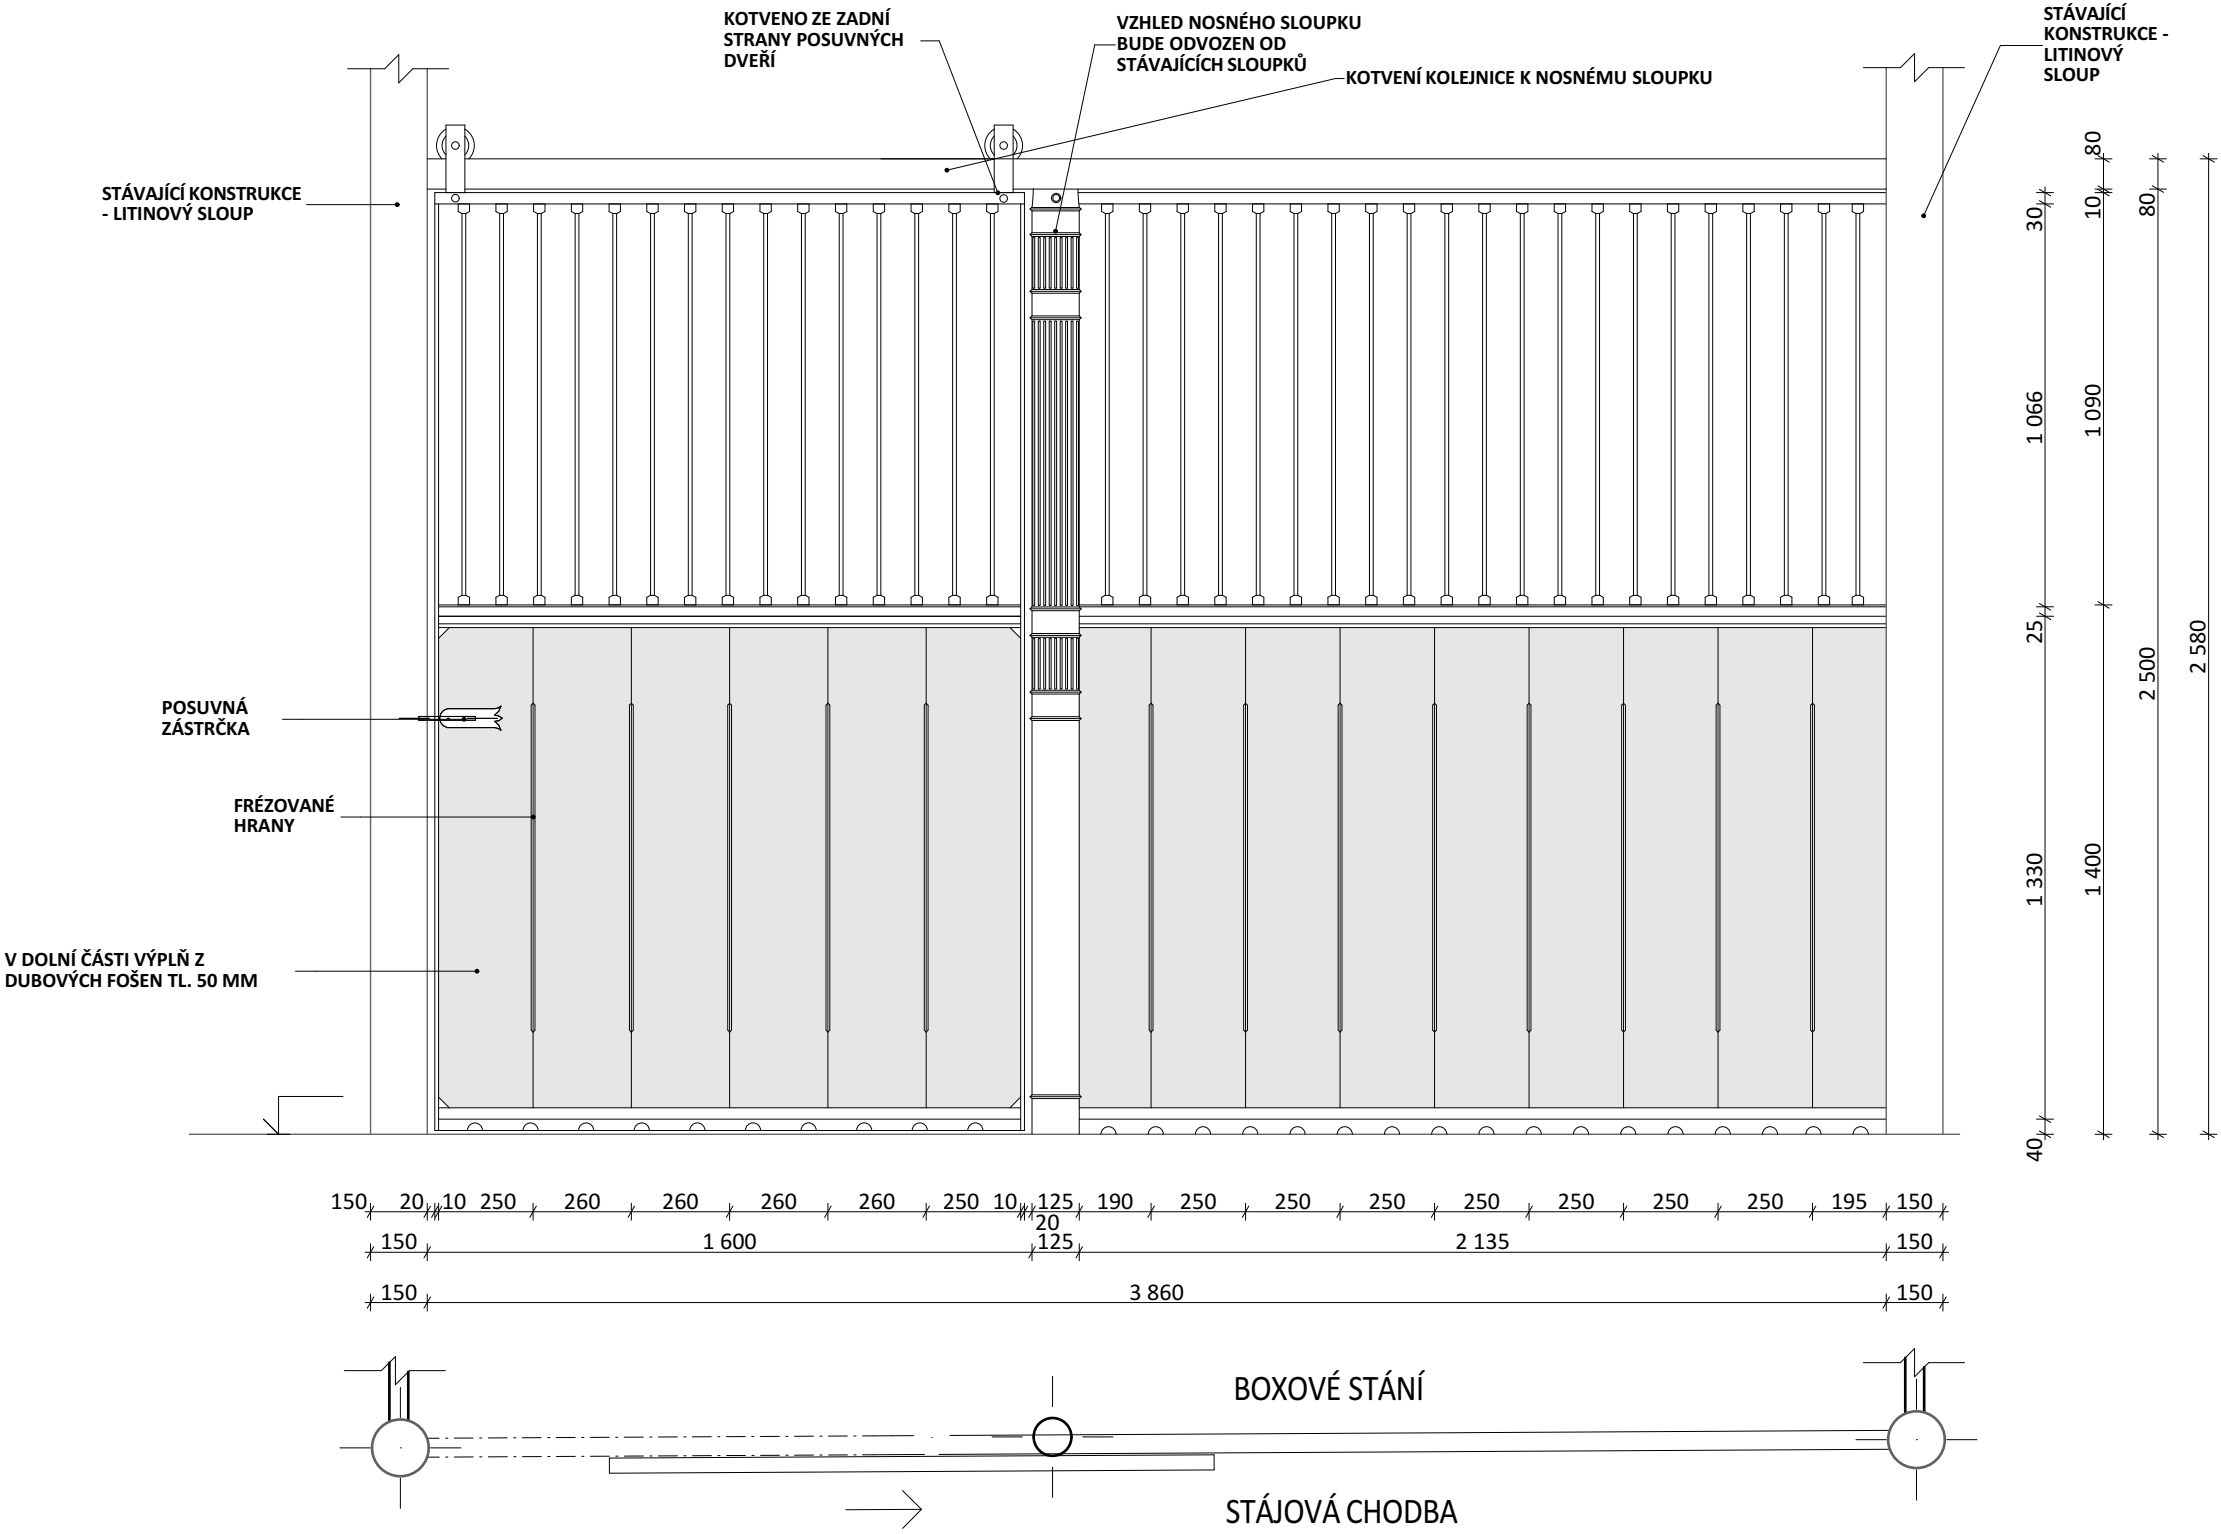 KOTVENO ZE ZADNÍ
STRANY POSUVNÝCH
DVEŘÍ
VZHLED NOSNÉHO SLOUPKU
BUDE ODVOZEN OD
STÁVAJÍCÍCH SLOUPKŮ
KOTVENÍ KOLEJNICE K NOSNÉMU SLOUPKU
STÁVAJÍCÍ
KONSTRUKCE -
LITINOVÝ
SLOUP
STÁVAJÍCÍ KONSTRUKCE
- LITINOVÝ SLOUP
POSUVNÁ
ZÁSTRČKA
FRÉZOVANÉ
HRANY
V DOLNÍ ČÁSTI VÝPLŇ Z
DUBOVÝCH FOŠEN TL. 50 MM
30
1 066
25
1 330
40
80
10
1 090
1 400
80
2 500
2 580
150 20 10 250 260 260 260 260 250 10 125 190 250 250 250 250 250 250 250 195 150
20
150 1 600 125 2 135 150
150 3 860 150
BOXOVÉ STÁNÍ
STÁJOVÁ CHODBA